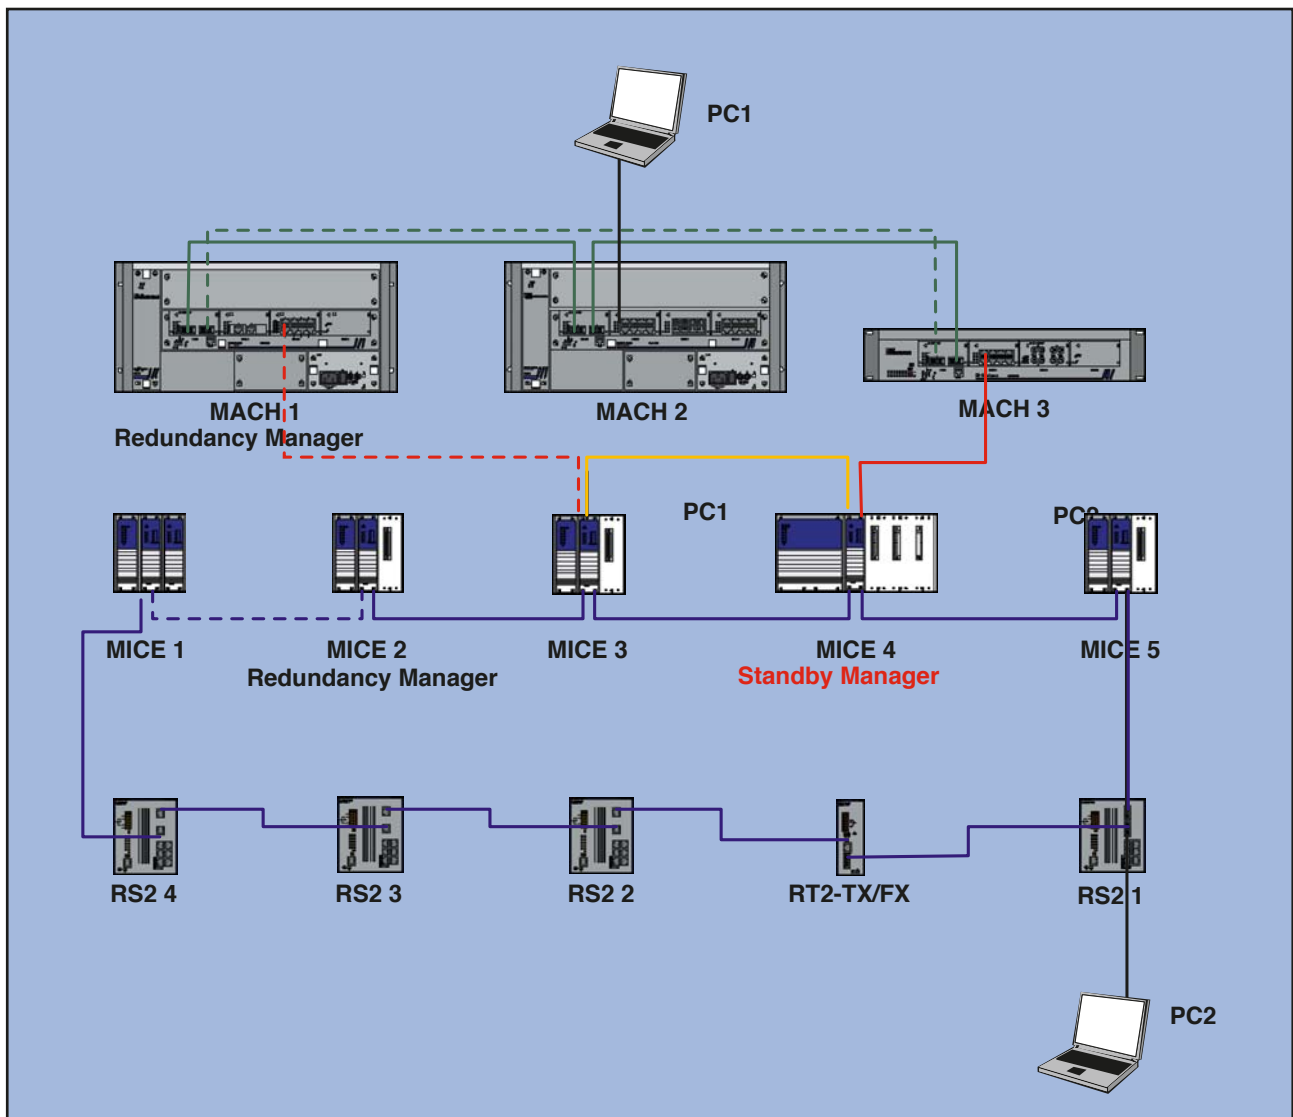 PC1
MACH 1
Redundancy Manager
MACH 2
MACH 3
PC1
MICE 1
MICE 2
Redundancy Manager
MICE 3
MICE 4
Standby Manager
MICE 5
RS2 4
RS2 3
RS2 2
RT2-TX/FX
RS2 1
PC2